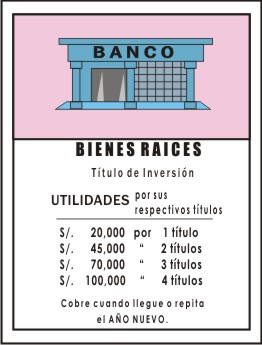 BANCO
BIENES RAICES
Título de Inversión
UTILIDADES por sus respectivos títulos
S/. 20,000 por 1 título
S/. 45,000 “ 2 títulos
S/. 70,000 “ 3 títulos
S/. 100,000 “ 4 títulos
Cobre cuando llegue o repita
el AÑO NUEVO.